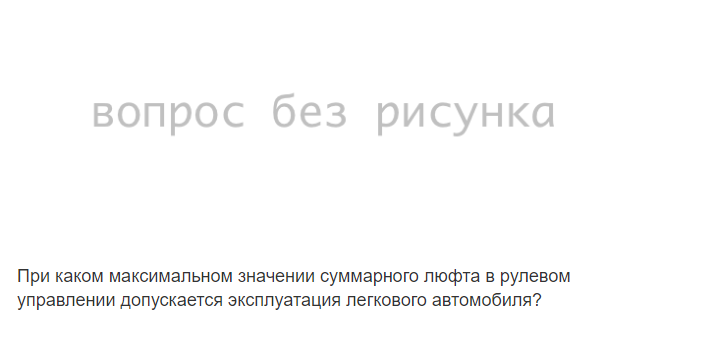 вопрос без рисунка
При каком максимальном значении суммарного люфта в рулевом
управлении допускается эксплуатация легкового автомобиля?